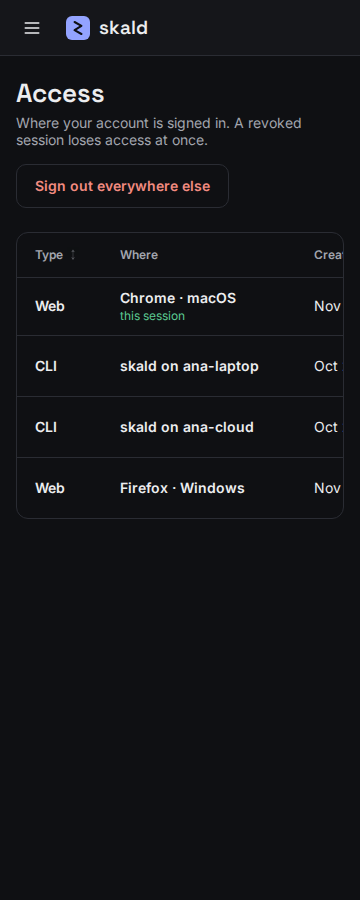 skald
Access
Where your account is signed in. A revoked
session loses access at once.
Sign out everywhere else
Type Where
Web Chrome · macOS Nov
this session
CLI skald on ana-laptop Oct
CLI skald on ana-cloud Oct
Web Firefox · Windows Nov